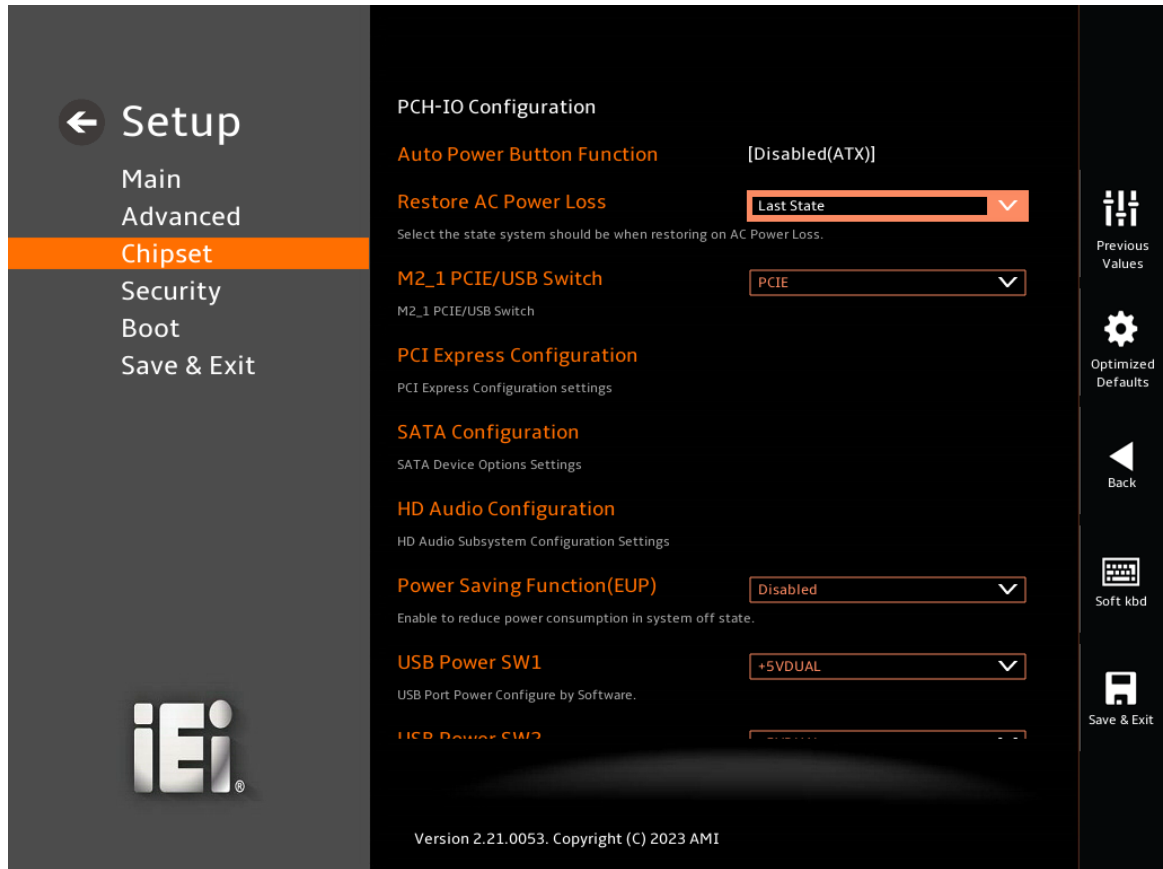 Setup
Main
Advanced
Chipset
Security
Boot
Save & Exit
iEi®
PCH-IO Configuration
Auto Power Button Function [Disabled(ATX)]
Restore AC Power Loss Last State
Select the state system should be when restoring on AC Power Loss.
M2_1 PCIE/USB Switch PCIE
M2_1 PCIE/USB Switch
PCI Express Configuration
PCI Express Configuration settings
SATA Configuration
SATA Device Options Settings
HD Audio Configuration
HD Audio Subsystem Configuration Settings
Power Saving Function(EUP) Disabled
Enable to reduce power consumption in system off state.
USB Power SW1 +5VDUAL
USB Port Power Configure by Software.
USB Power SW2
Version 2.21.0053. Copyright (C) 2023 AMI
Previous
Values
Optimized
Defaults
Back
Soft kbd
Save & Exit